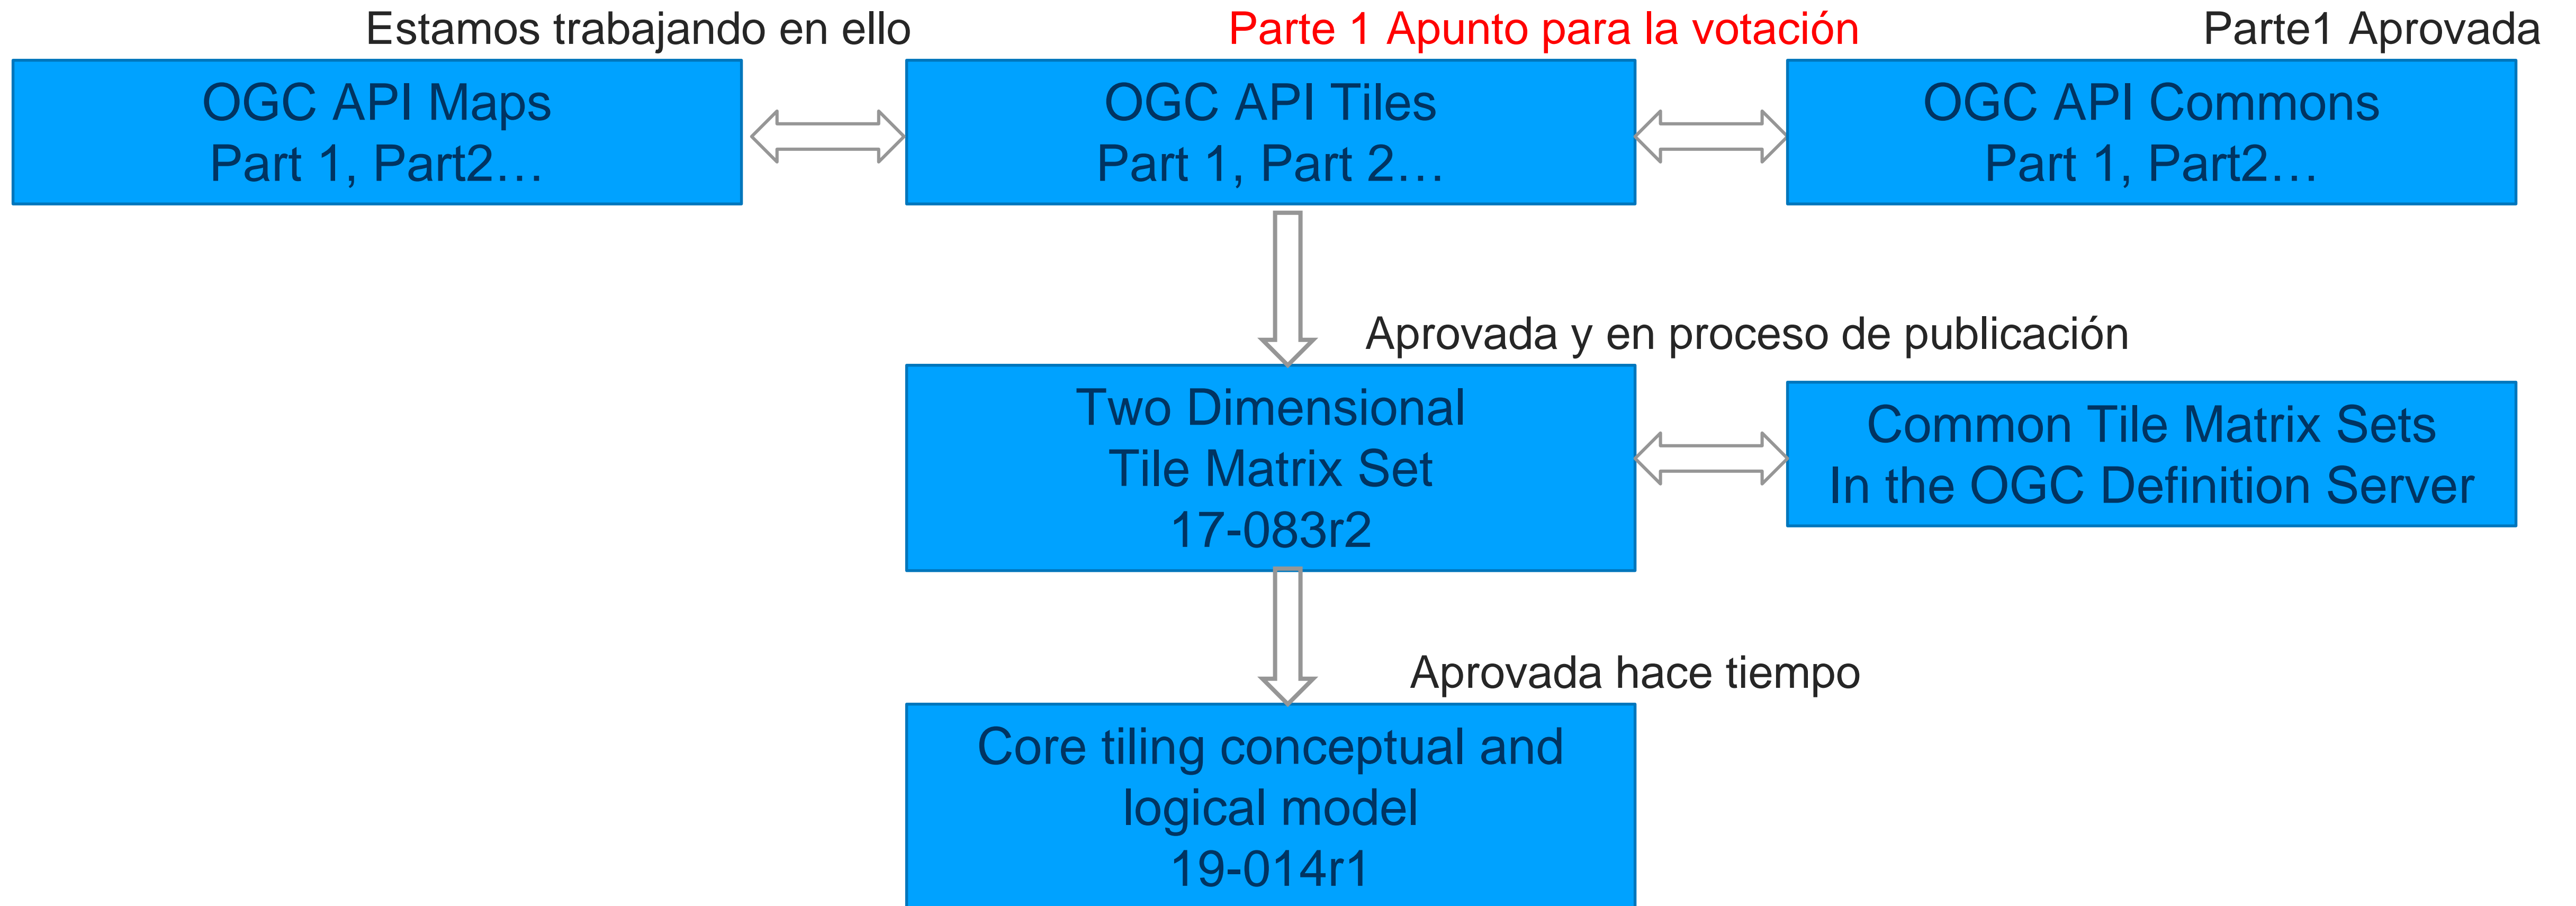 Estamos trabajando en ello
Parte 1 Apunto para la votación
Parte1 Aprovada
OGC API Maps
Part 1, Part2…
OGC API Tiles
Part 1, Part 2…
OGC API Commons
Part 1, Part2…
Aprovada y en proceso de publicación
Two Dimensional
Tile Matrix Set
17-083r2
Common Tile Matrix Sets
In the OGC Definition Server
Aprovada hace tiempo
Core tiling conceptual and
logical model
19-014r1